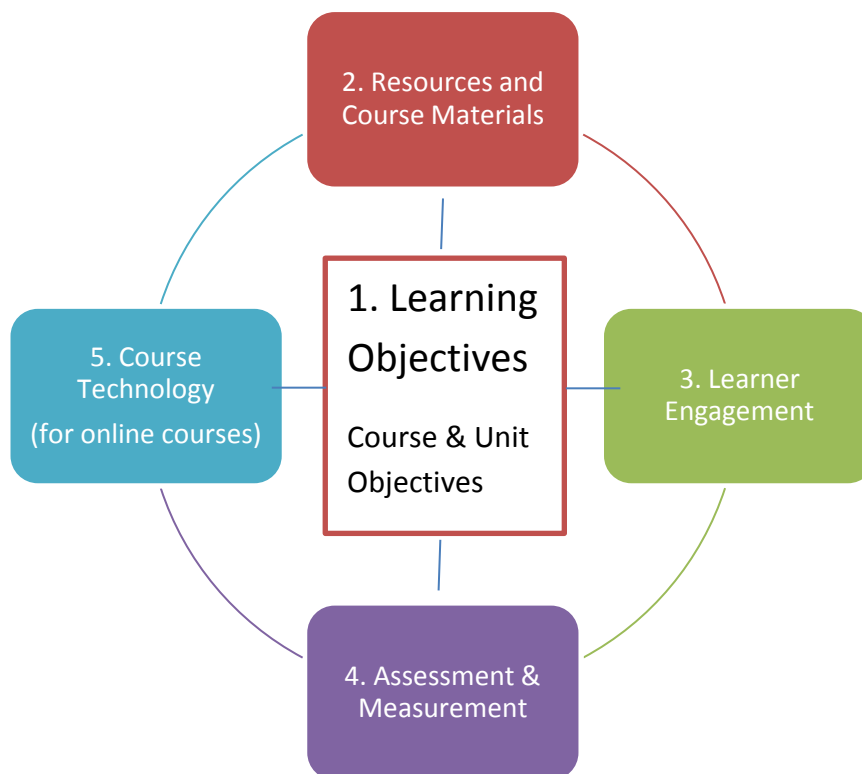 2. Resources and
Course Materials
1. Learning
Objectives
Course & Unit
Objectives
5. Course
Technology
(for online courses)
3. Learner
Engagement
4. Assessment &
Measurement